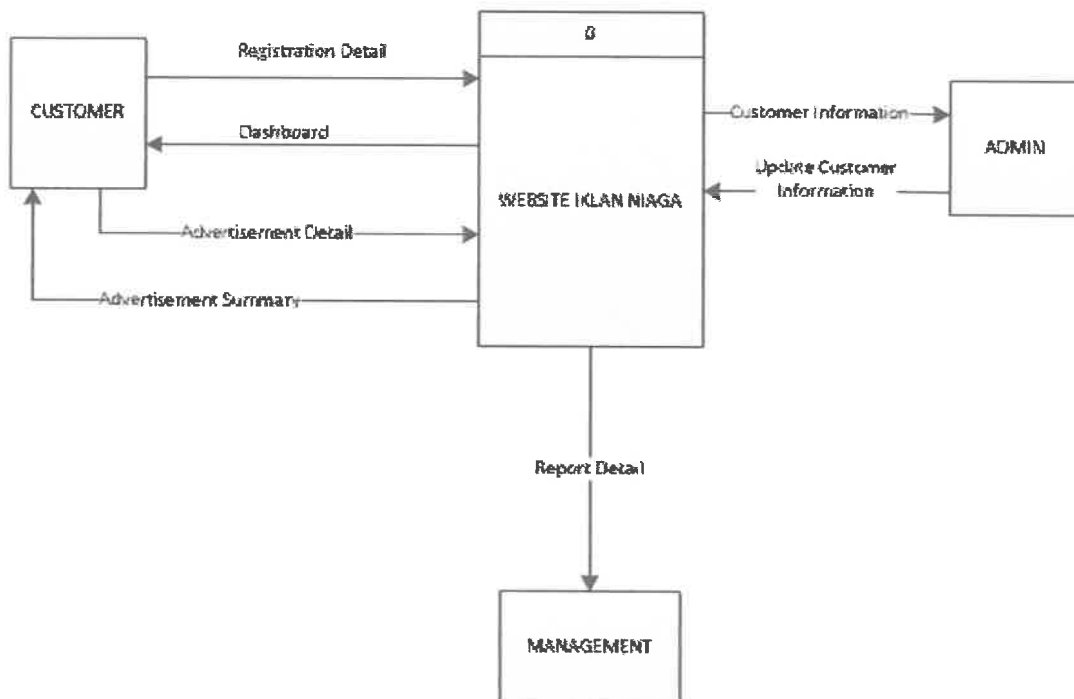 0
Registration Detail
CUSTOMER
Dashboard
Customer Information
ADMIN
Update Customer
Information
WEBSITE IKLAN NIAGA
Advertisement Detail
Advertisement Summary
Report Detail
MANAGEMENT